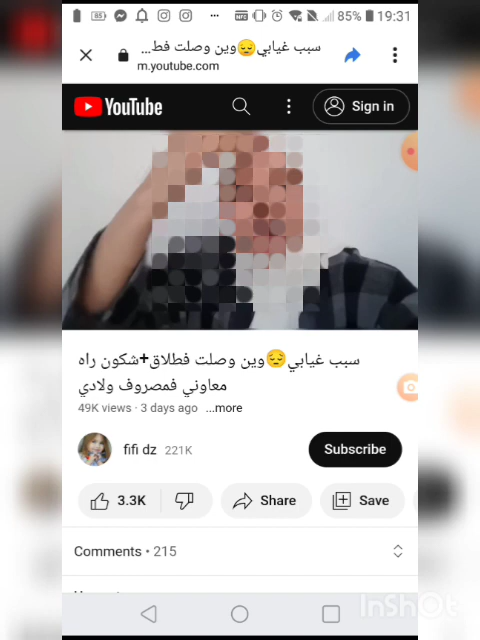 85
85% 19:31
سبب غيابي😔وين وصلت فط...
m.youtube.com
YouTube
Sign in
سبب غيابي😔وين وصلت فطلاق+شكون راه
معاوني فمصروف ولادي
49K views · 3 days ago ...more
fifi dz 221K
Subscribe
3.3K
Share
Save
Comments • 215
InShOt